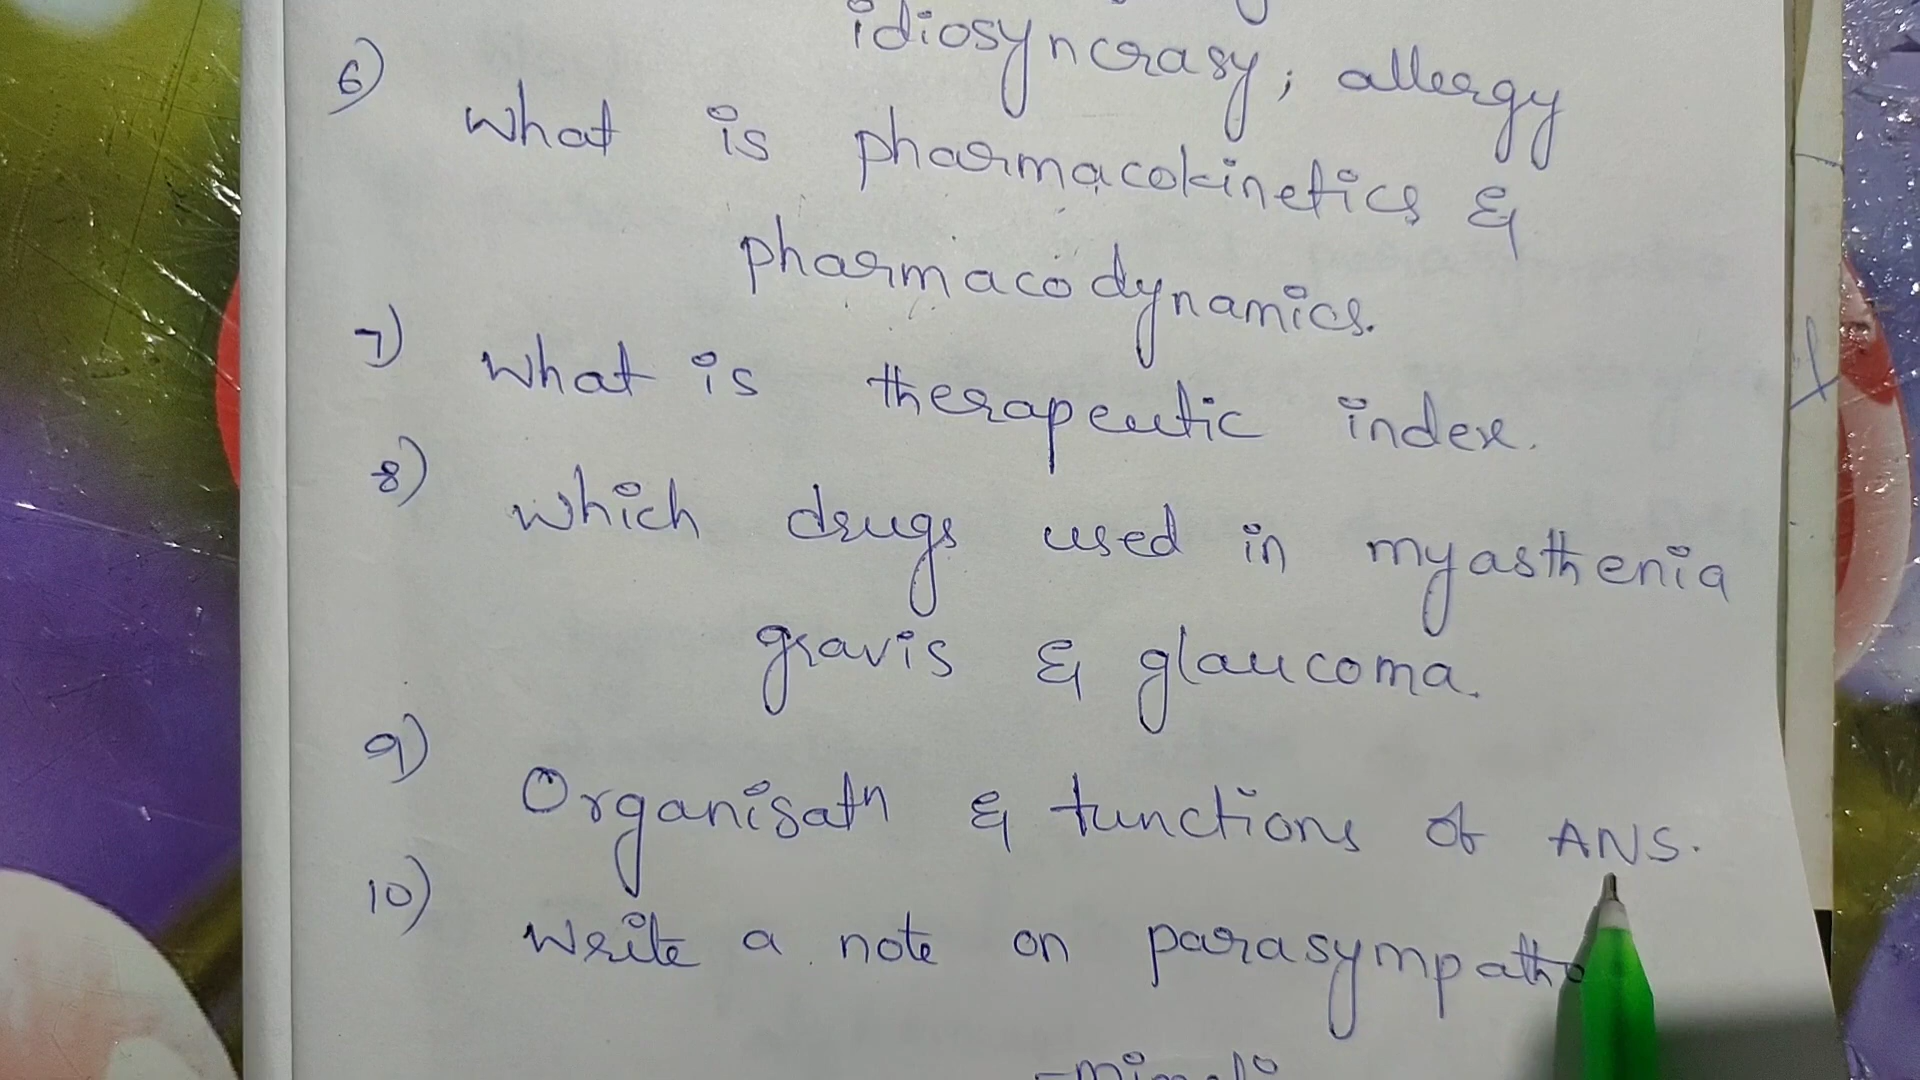 idiosyncrasy, allergy
6) What is pharmacokinetics &
pharmacodynamics.
7) What is therapeutic index.
8) Which drugs used in myasthenia
gravis & glaucoma.
9) Organisatn & functions of ANS.
10) Write a note on